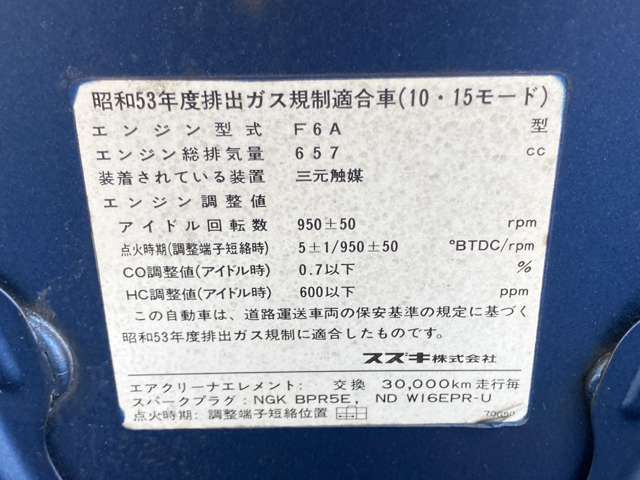 昭和53年度排出ガス規制適合車(10・15モード)
エンジン型式 F6A 型
エンジン総排気量 657 cc
装着されている装置 三元触媒
エンジン調整値
アイドル回転数 950±50 rpm
点火時期(調整端子短絡時) 5±1/950±50 °BTDC/rpm
CO調整値(アイドル時) 0.7以下 %
HC調整値(アイドル時) 600以下 ppm
この自動車は、道路運送車両の保安基準の規定に基づく
昭和53年度排出ガス規制に適合したものです。
スズキ株式会社
エアクリーナエレメント: 交換 30,000km走行毎
スパークプラグ: NGK BPR5E, ND W16EPR-U
点火時期: 調整端子短絡位置